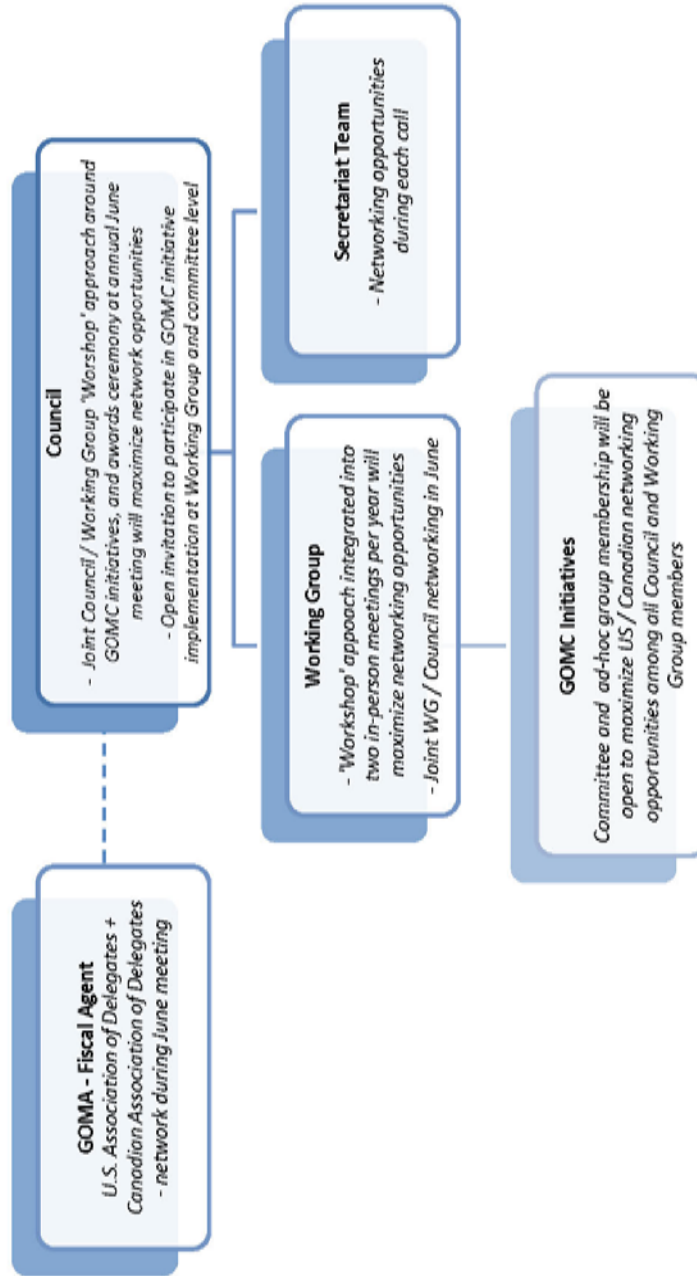 GOMA - Fiscal Agent
U.S. Association of Delegates +
Canadian Association of Delegates
- network during June meeting
Council
- Joint Council / Working Group 'Worshop' approach around
GOMC initiatives, and awards ceremony at annual June
meeting will maximize network opportunities
- Open invitation to participate in GOMC initiative
implementation at Working Group and committee level
Working Group
- 'Workshop' appoach integrated into
two in-person meetings per year will
maximize networking opportunities
- Joint WG / Council networking in June
Secretariat Team
- Networking opportunities
during each call
GOMC Initiatives
Committee and ad-hoc group membership will be
open to maximize US / Canadian networking
opportunities among all Council and Working
Group members